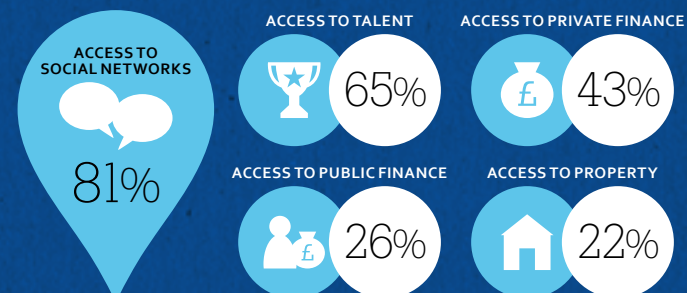 ACCESS TO
SOCIAL NETWORKS
81%
ACCESS TO TALENT
65%
ACCESS TO PRIVATE FINANCE
£
43%
ACCESS TO PUBLIC FINANCE
£
26%
ACCESS TO PROPERTY
22%